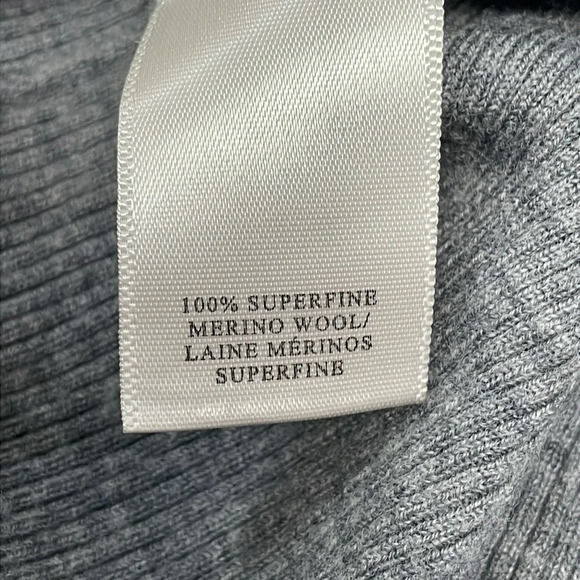 100% SUPERFINE
MERINO WOOL/
LAINE MÉRINOS
SUPERFINE